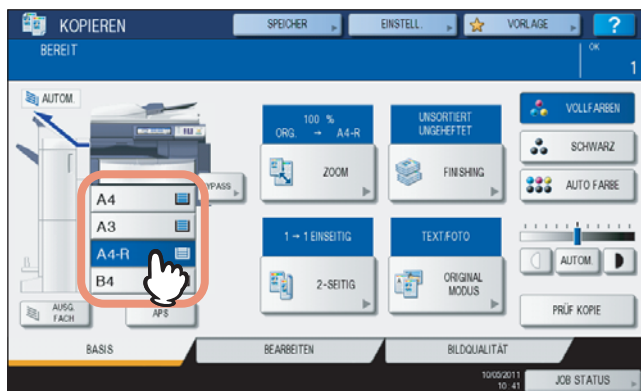 KOPIEREN
SPEICHER
EINSTELL.
VORLAGE
?
BEREIT
OK
1
AUTOM.
100 %
ORG. → A4-R
UNSORTIERT
UNGEHEFTET
VOLLFARBEN
ZOOM
FINISHING
SCHWARZ
YPASS
AUTO FARBE
A4
A3
A4-R
B4
1 → 1 EINSEITIG
TEXT/FOTO
2-SEITIG
ORIGINAL
MODUS
AUTOM.
AUSG.
FACH
APS
PRÜF KOPIE
BASIS
BEARBEITEN
BILDQUALITÄT
10/05/2011
10 41
JOB STATUS